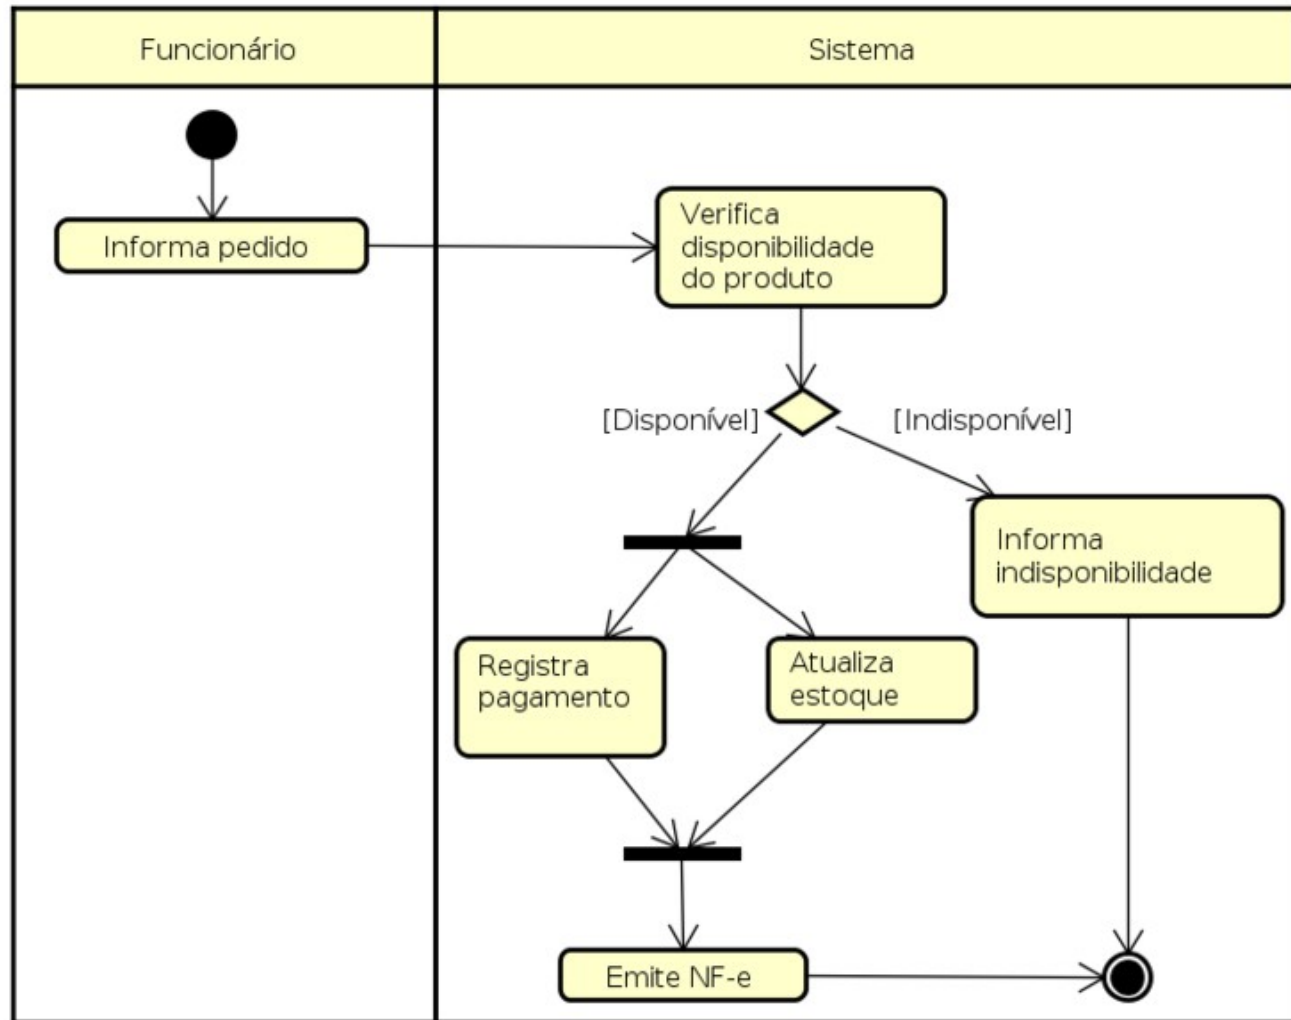 Funcionário
Sistema
Informa pedido
Verifica
disponibilidade
do produto
[Disponível]
[Indisponível]
Informa
indisponibilidade
Registra
pagamento
Atualiza
estoque
Emite NF-e